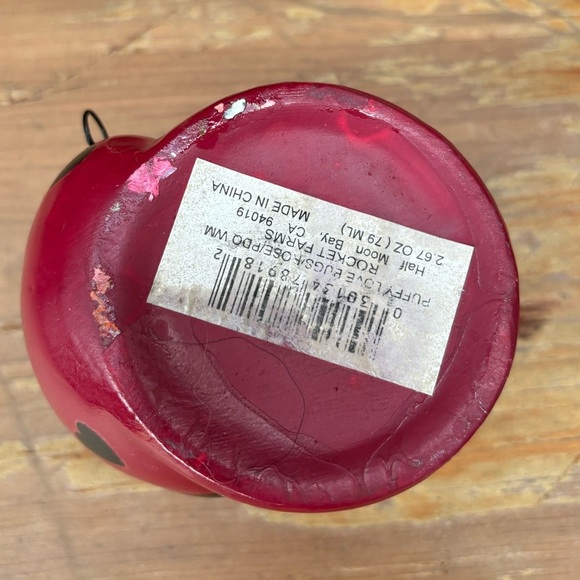 0 39134 78918 2
PUFFY LOVE BUGS/HOSE/PDQ WM
ROCKET FARMS
Half Moon Bay, CA 94019
2.67 OZ (79 ML) MADE IN CHINA